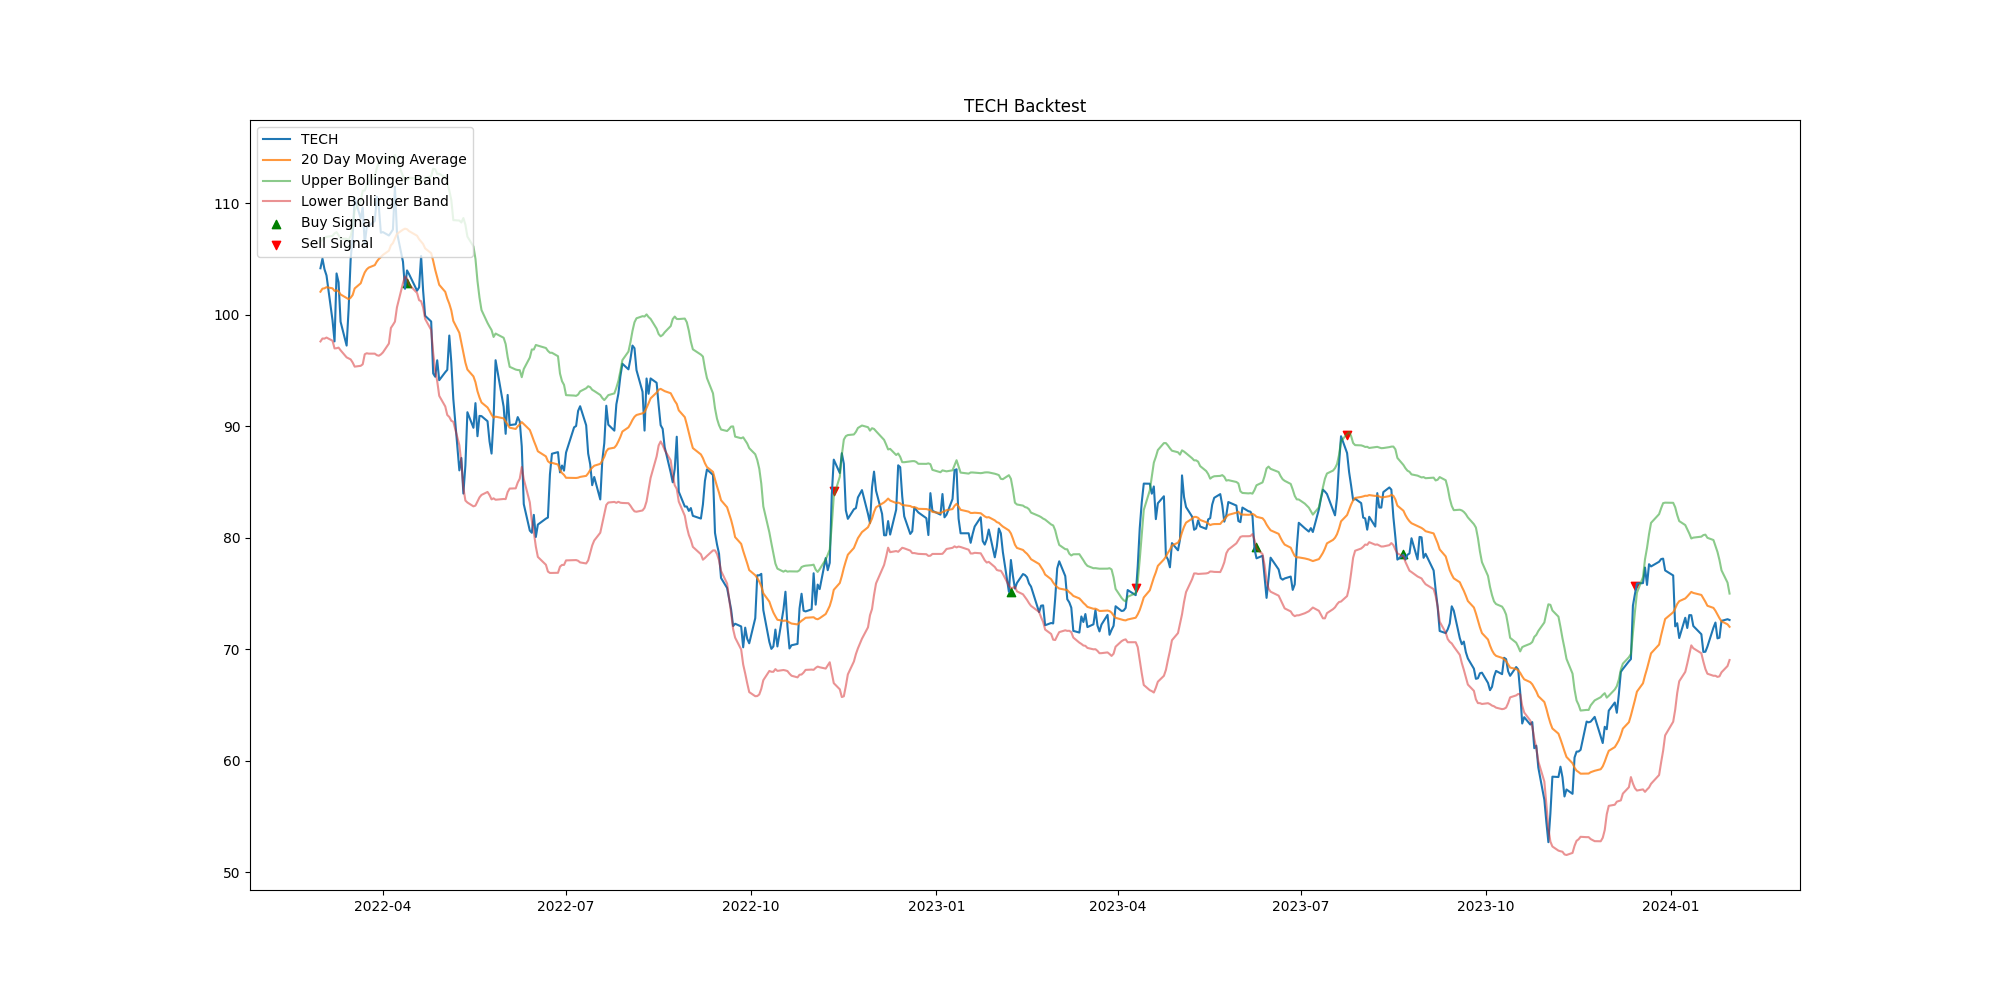 TECH Backtest
TECH
20 Day Moving Average
Upper Bollinger Band
Lower Bollinger Band
Buy Signal
Sell Signal
110
100
90
80
70
60
50
2022-04 2022-07 2022-10 2023-01 2023-04 2023-07 2023-10 2024-01